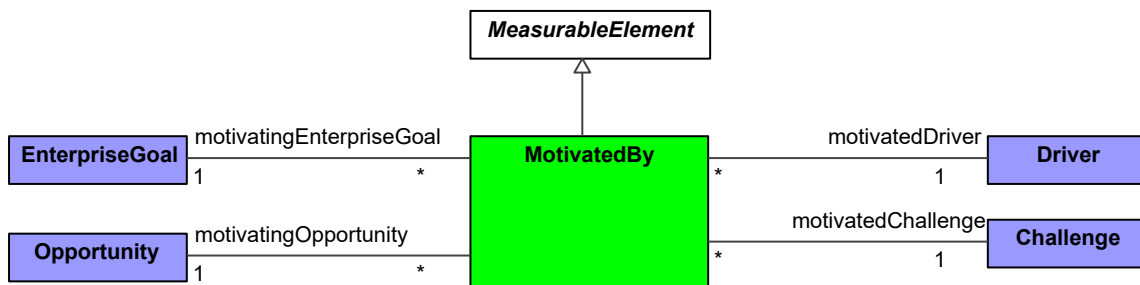 MeasurableElement
motivatingEnterpriseGoal
motivatedDriver
EnterpriseGoal
MotivatedBy
Driver
1
*
*
1
motivatingOpportunity
motivatedChallenge
Opportunity
Challenge
1
*
*
1